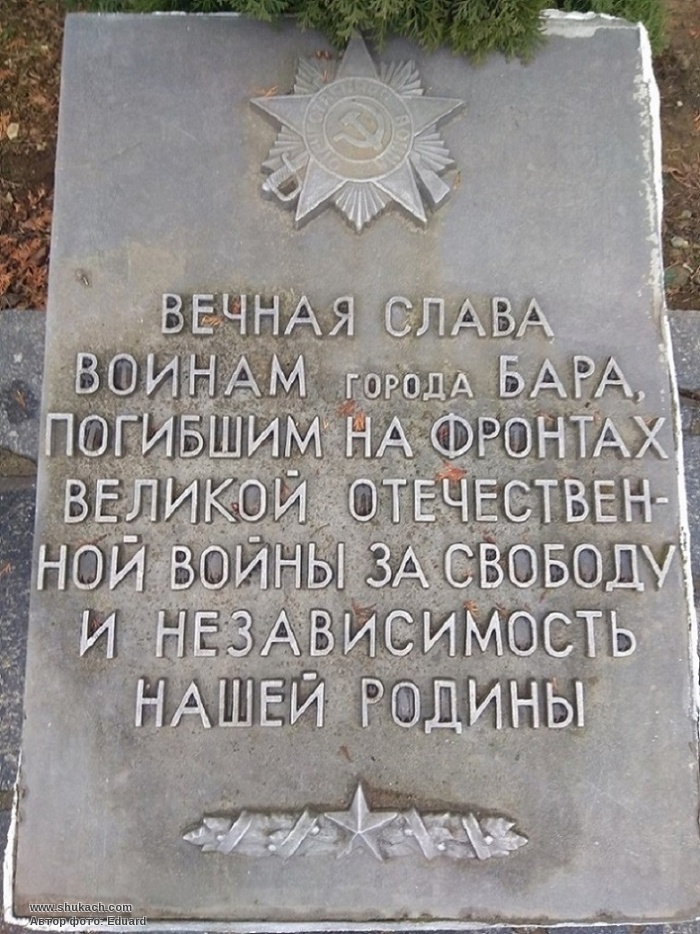 ВЕЧНАЯ СЛАВА
ВОИНАМ ГОРОДА БАРА,
ПОГИБШИМ НА ФРОНТАХ
ВЕЛИКОЙ ОТЕЧЕСТВЕН-
НОЙ ВОЙНЫ ЗА СВОБОДУ
И НЕЗАВИСИМОСТЬ
НАШЕЙ РОДИНЫ
www.shukach.com
Автор фото: Eduard